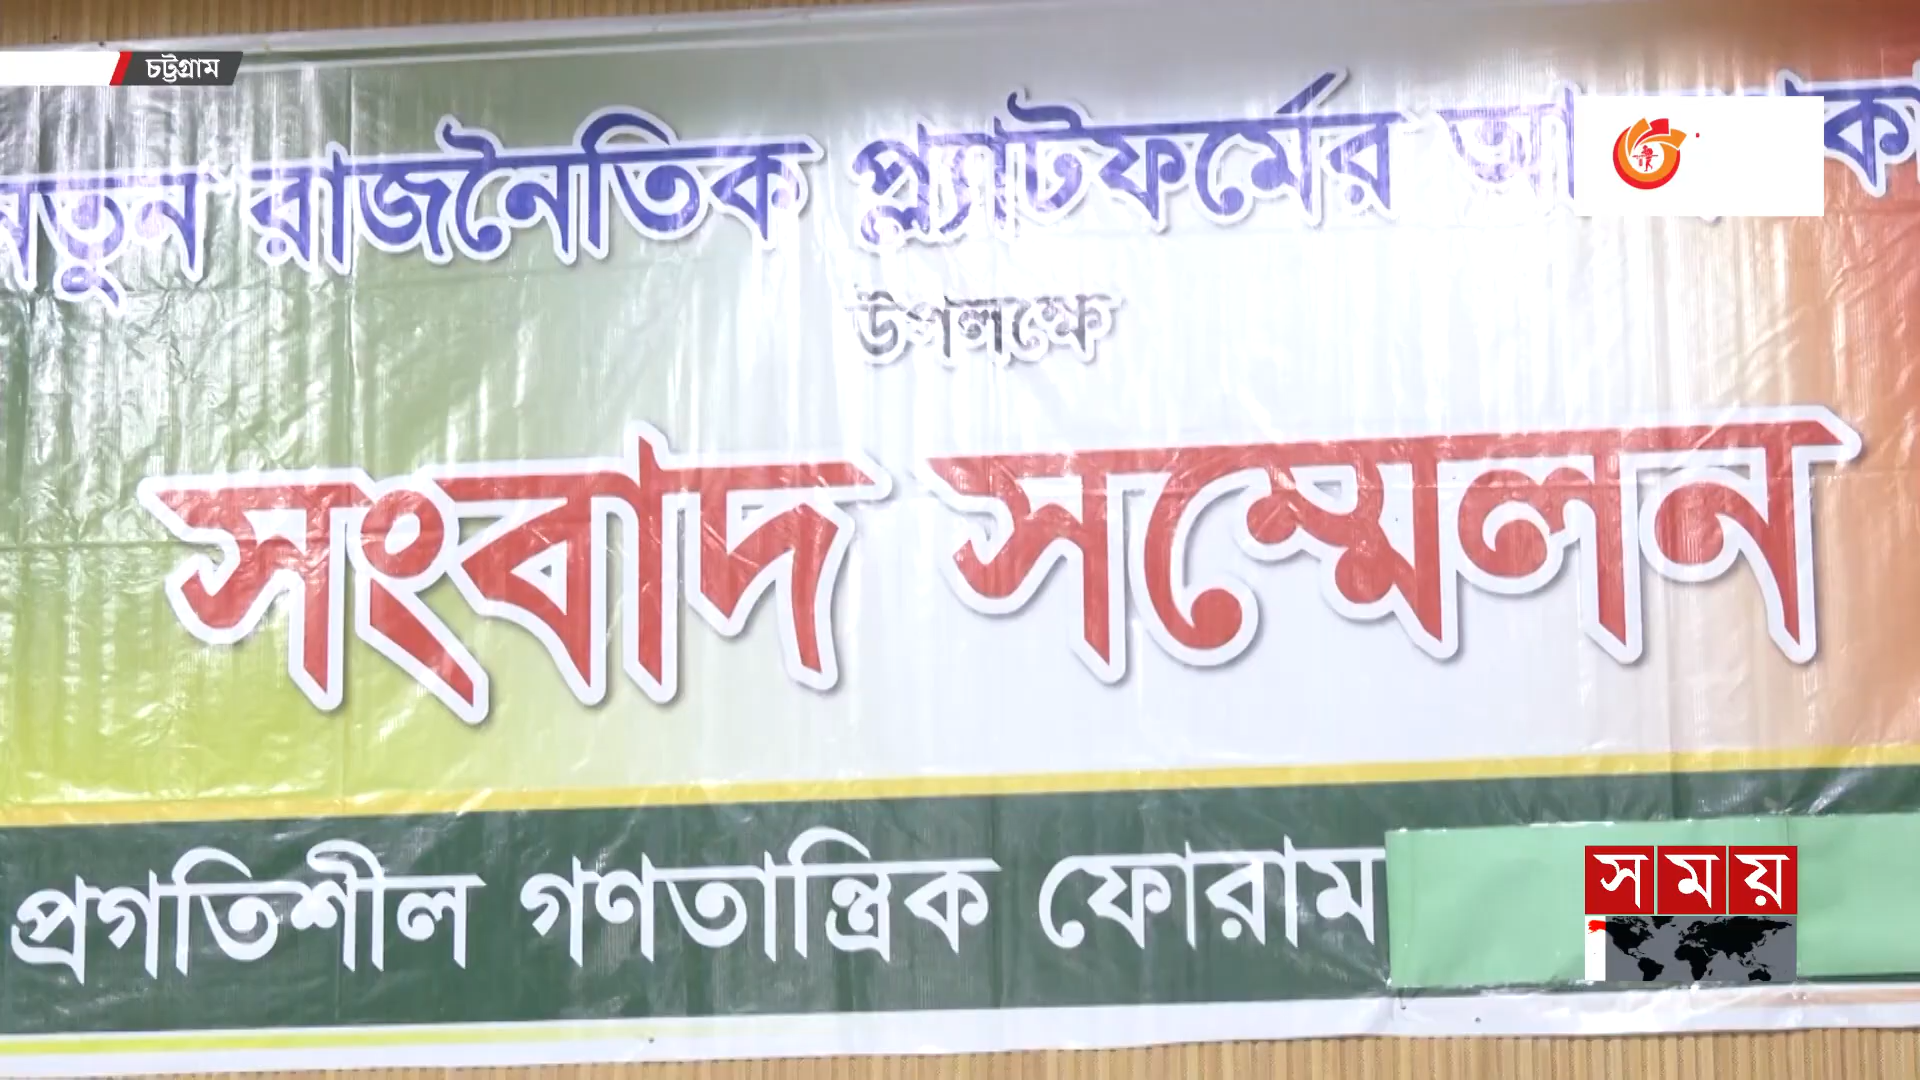 চট্টগ্রাম
নতুন রাজনৈতিক প্ল্যাটফর্মের
উপলক্ষে
সংবাদ সম্মেলন
প্রগতিশীল গণতান্ত্রিক ফোরাম
সময়